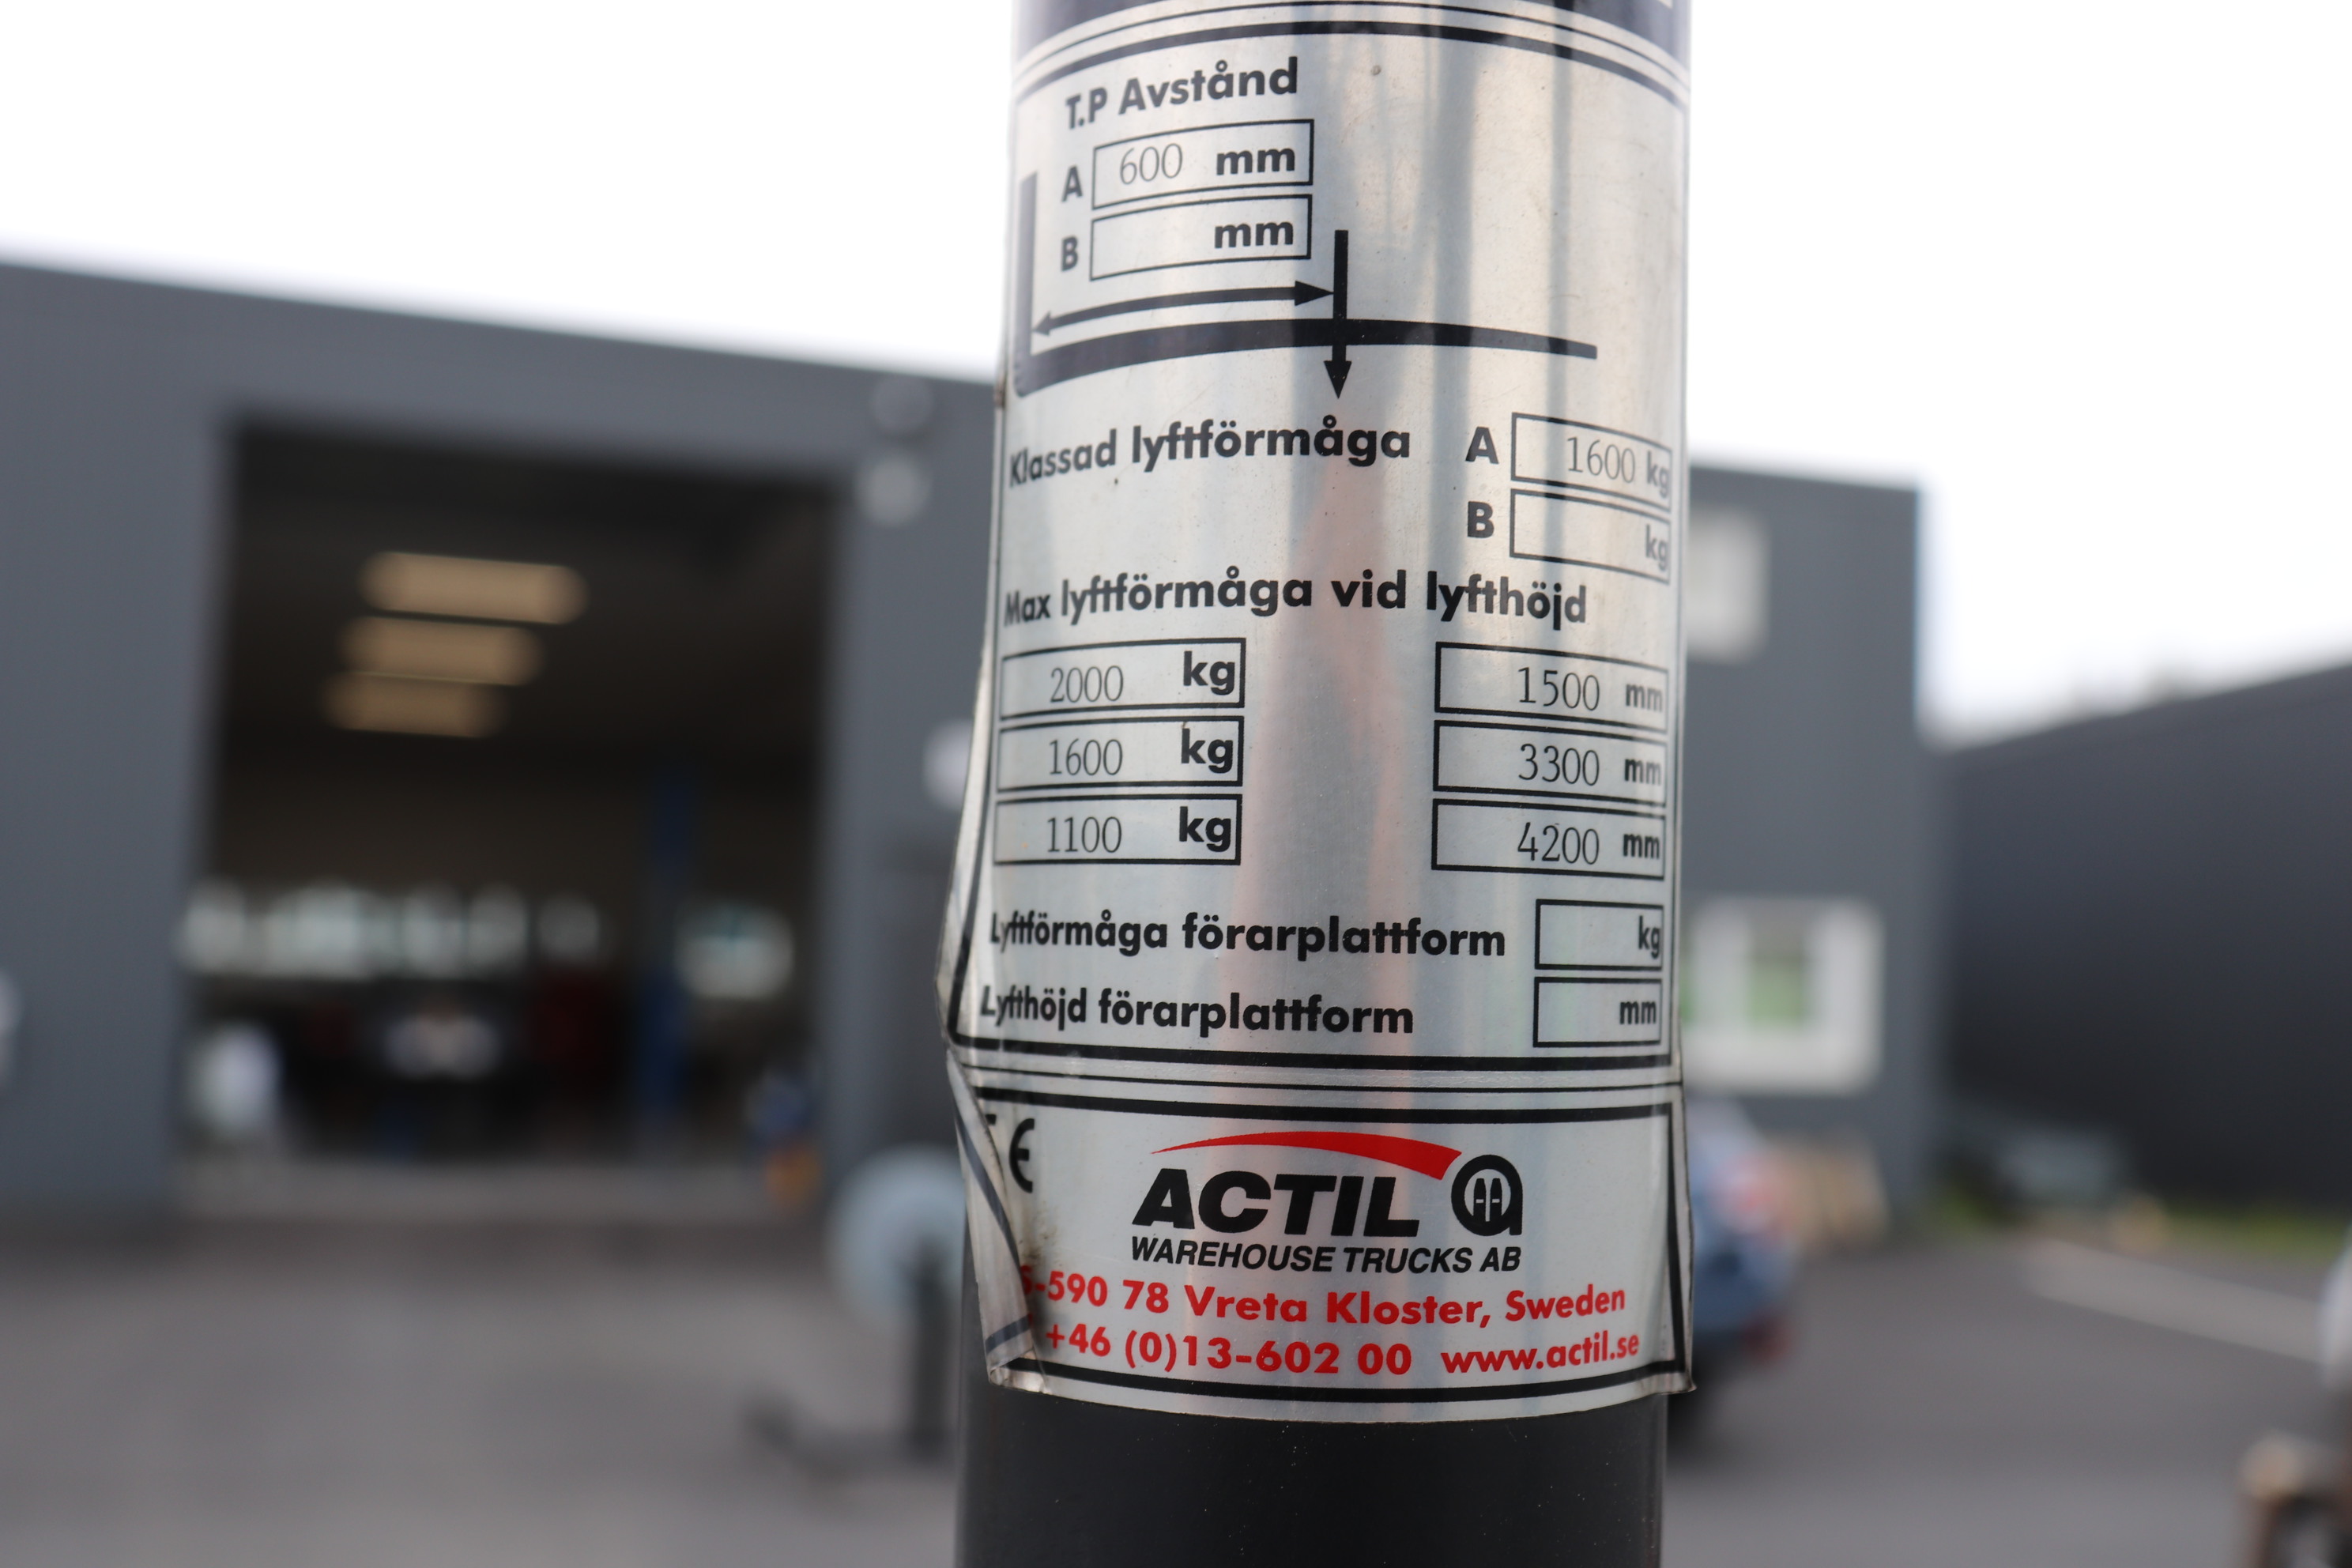 T.P Avstånd
A 600 mm
B mm
Klassad lyftförmåga A 1600 kg
B kg
Max lyftförmåga vid lyfthöjd
2000 kg 1500 mm
1600 kg 3300 mm
1100 kg 4200 mm
Lyftförmåga förarplattform kg
Lyfthöjd förarplattform mm
CE
ACTIL a
WAREHOUSE TRUCKS AB
S-590 78 Vreta Kloster, Sweden
+46 (0)13-602 00 www.actil.se